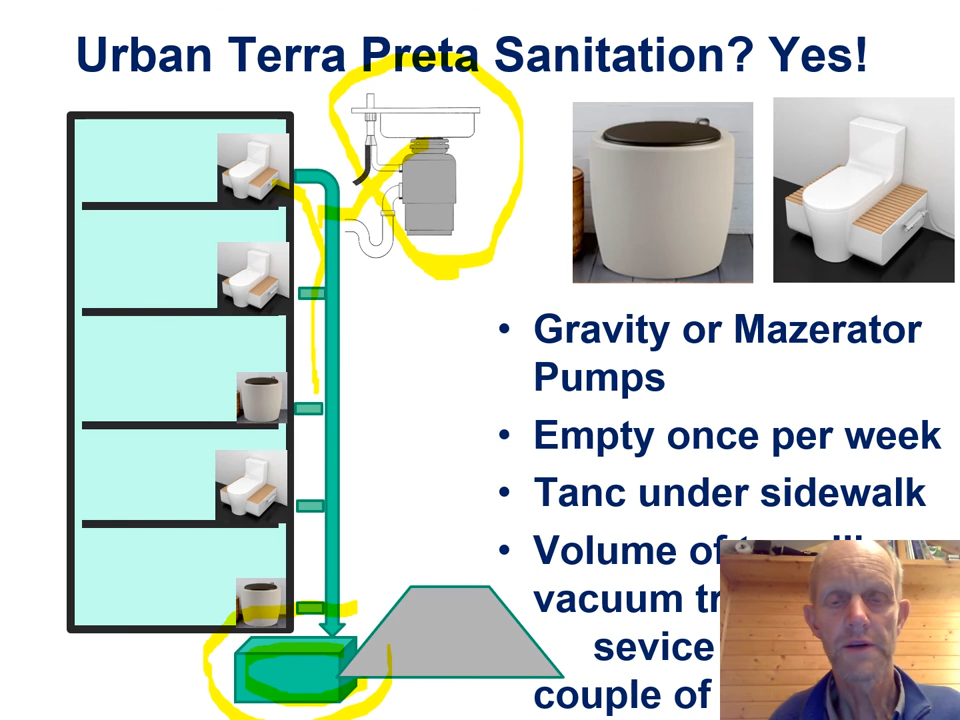 Urban Terra Preta Sanitation? Yes!
• Gravity or Mazerator
Pumps
• Empty once per week
• Tanc under sidewalk
• Volume of
vacuum
sevice
couple of